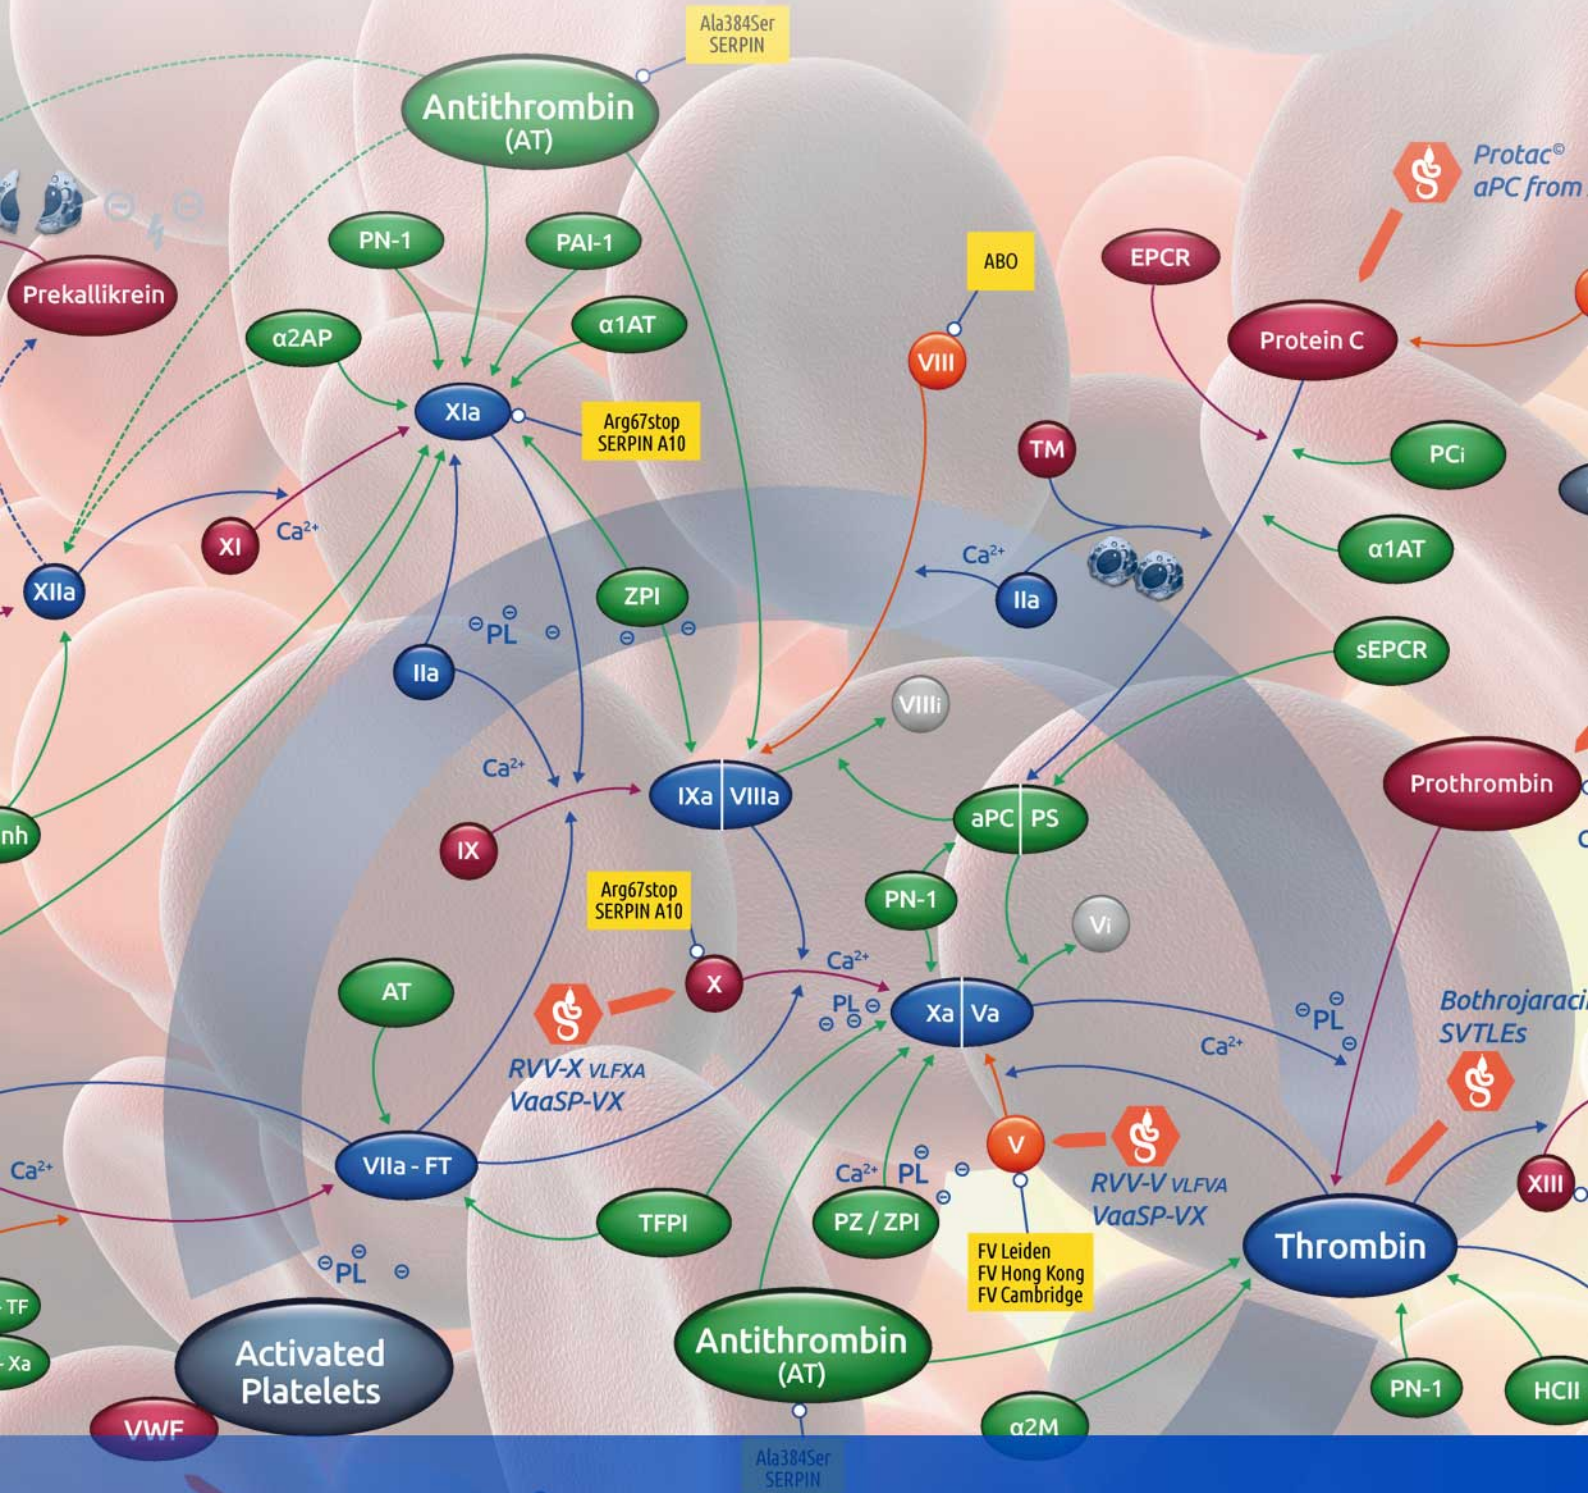 Ala384Ser
SERPIN
Antithrombin
(AT)
Protac©
aPC from
PN-1
PAI-1
EPCR
ABO
Prekallikrein
α2AP
α1AT
Protein C
VIII
XIa
Arg67stop
SERPIN A10
TM
PCi
XI
Ca²⁺
Ca²⁺
α1AT
XIIa
ZPI
IIa
⊖PL ⊖ ⊖
⊖ ⊖
sEPCR
IIa
VIIIi
Ca²⁺
IXa VIIIa
Prothrombin
aPC PS
nh
IX
Arg67stop
SERPIN A10
PN-1
Vi
Ca²⁺
AT
X
PL ⊖
⊖ ⊖
Xa Va
⊖PL ⊖
⊖
Bothrojaraci
SVTLEs
Ca²⁺
RVV-X VLFXA
VaaSP-VX
V
VIIa - FT
Ca²⁺
Ca²⁺ PL ⊖ ⊖
⊖
RVV-V VLFVA
VaaSP-VX
XIII
TFPI
PZ / ZPI
Thrombin
FV Leiden
FV Hong Kong
FV Cambridge
⊖PL ⊖ ⊖
- TF
- Xa
Activated
Platelets
Antithrombin
(AT)
PN-1
HCII
VWF
α2M
Ala384Ser
SERPIN